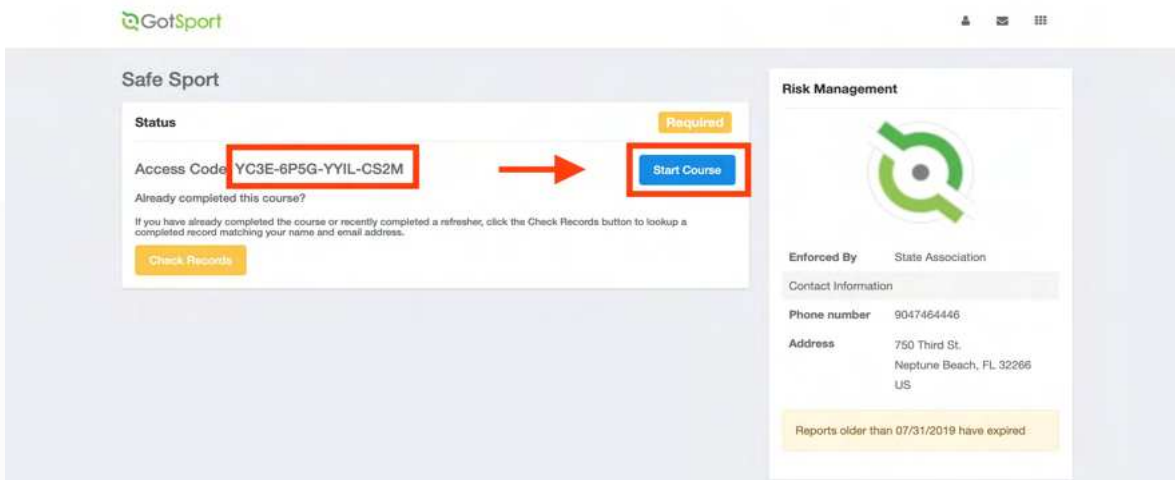 GotSport
Safe Sport
Status
Required
Access Code YC3E-6P5G-YYIL-CS2M
Start Course
Already completed this course?
If you have already completed the course or recently completed a refresher, click the Check Records button to lookup a
completed record matching your name and email address.
Check Records
Risk Management
Enforced By State Association
Contact Information
Phone number 9047464446
Address 750 Third St.
Neptune Beach, FL 32266
US
Reports older than 07/31/2019 have expired